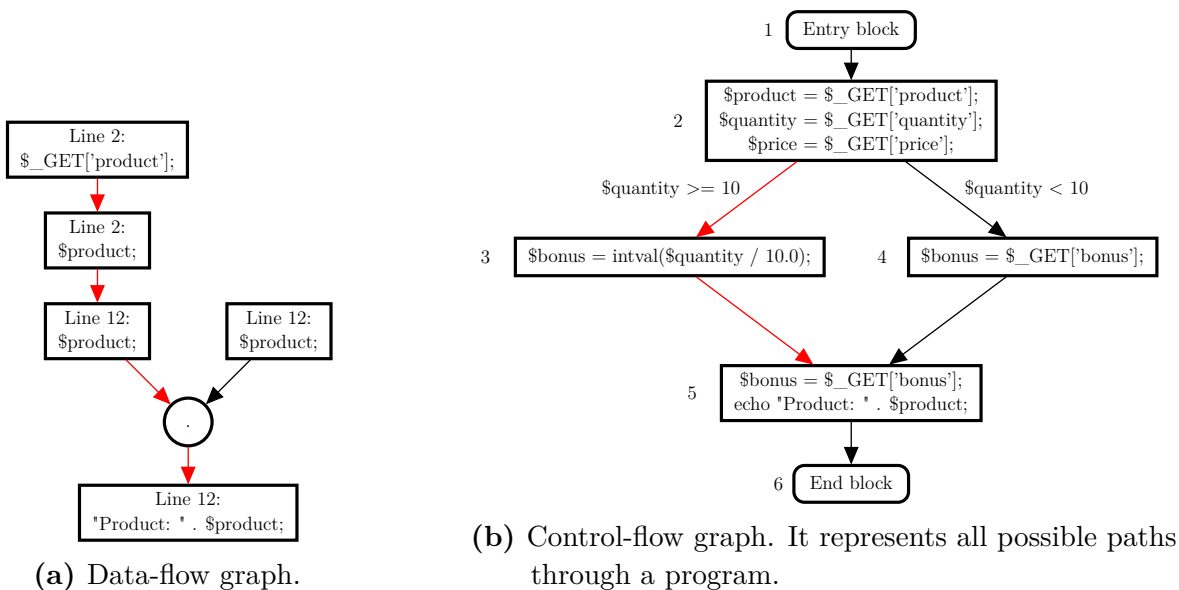 Line 2:
$_GET['product'];
Line 2:
$product;
Line 12:
$product;
Line 12:
$product;
.
Line 12:
"Product: " . $product;
(a) Data-flow graph.
1
Entry block
2
$product = $_GET['product'];
$quantity = $_GET['quantity'];
$price = $_GET['price'];
$quantity >= 10
$quantity < 10
3
$bonus = intval($quantity / 10.0);
4
$bonus = $_GET['bonus'];
5
$bonus = $_GET['bonus'];
echo "Product: " . $product;
6
End block
(b) Control-flow graph. It represents all possible paths
through a program.